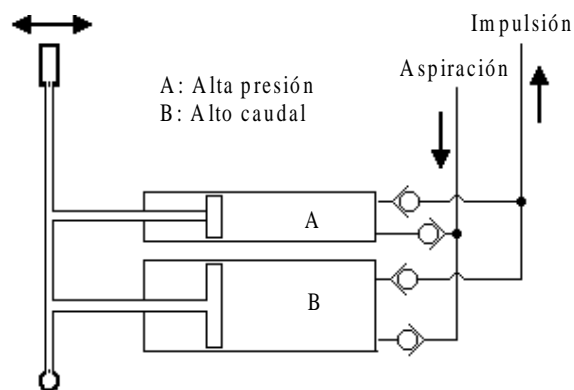 Impulsión
Aspiración
A: Alta presión
B: Alto caudal
A
B